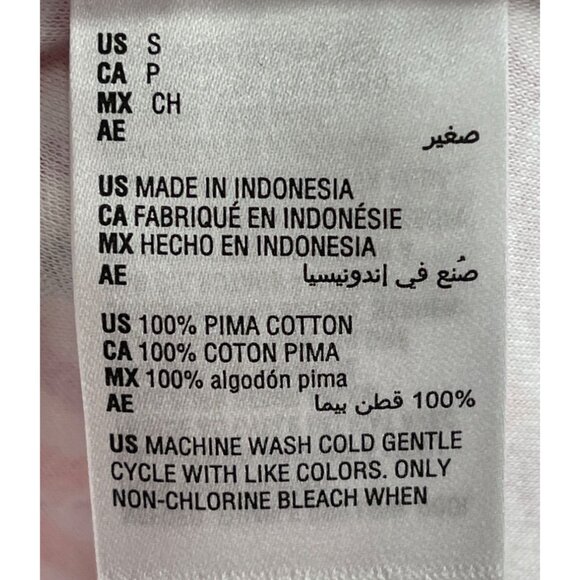 US S
CA P
MX CH
AE صغير
US MADE IN INDONESIA
CA FABRIQUÉ EN INDONÉSIE
MX HECHO EN INDONESIA
AE صُنع في إندونيسيا
US 100% PIMA COTTON
CA 100% COTON PIMA
MX 100% algodón pima
AE 100% قطن بيما
US MACHINE WASH COLD GENTLE
CYCLE WITH LIKE COLORS. ONLY
NON-CHLORINE BLEACH WHEN